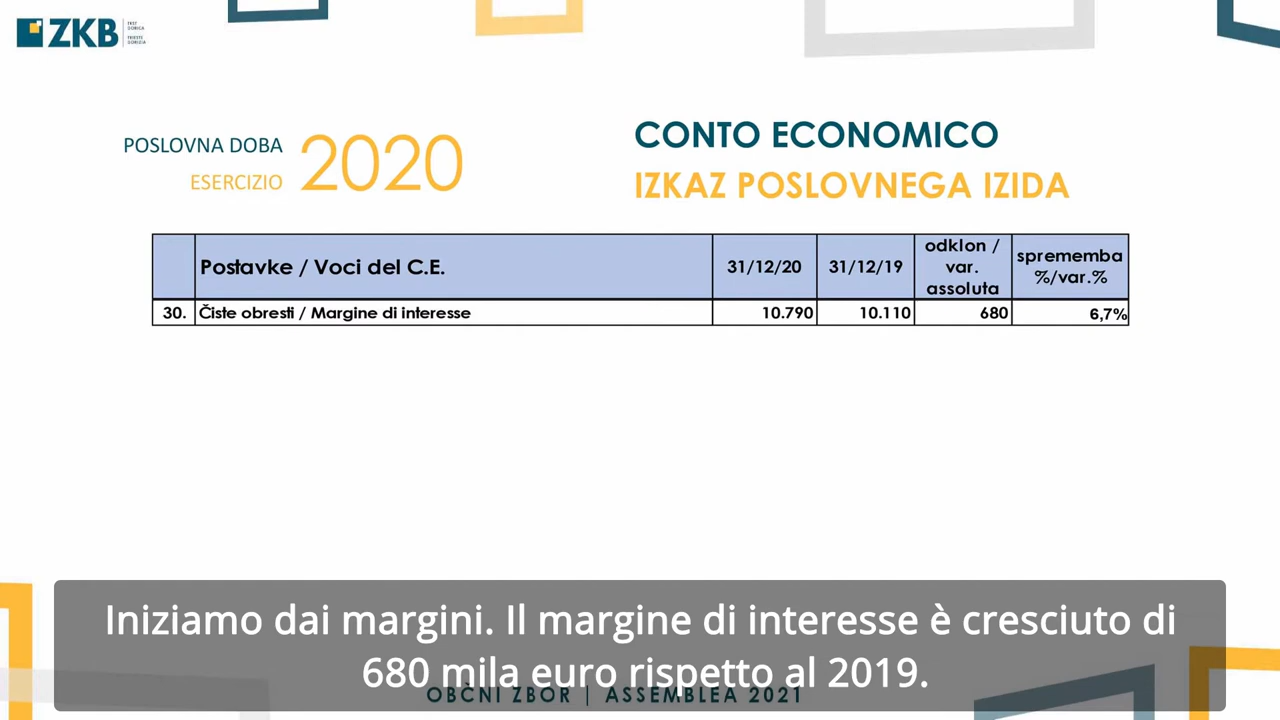 ZKB
TRST
GORICA
TRIESTE
GORIZIA
POSLOVNA DOBA
ESERCIZIO
2020
CONTO ECONOMICO
IZKAZ POSLOVNEGA IZIDA
Postavke / Voci del C.E.
31/12/20
31/12/19
odklon /
var.
assoluta
sprememba
%/var.%
30. Čiste obresti / Margine di interesse 10.790 10.110 680 6,7%
Iniziamo dai margini. Il margine di interesse è cresciuto di
680 mila euro rispetto al 2019.
OBČNI ZBOR | ASSEMBLEA 2021